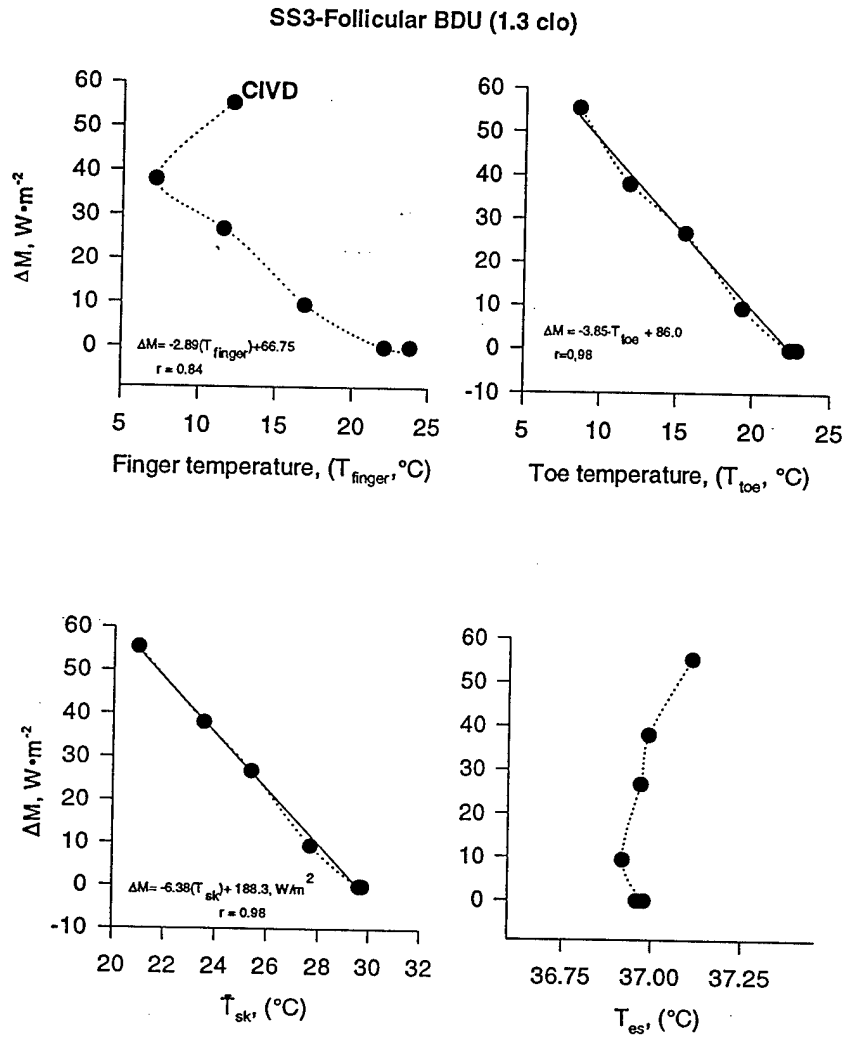 SS3-Follicular BDU (1.3 clo)
CIVD
60
50
40
30
20
10
0
ΔM, W•m-2
ΔM= -2.89(Tfinger)+66.75
r = 0.84
5 10 15 20 25
Finger temperature, (Tfinger,°C)
60
50
40
30
20
10
0
-10
ΔM = -3.85·Ttoe + 86.0
r=0,98
5 10 15 20 25
Toe temperature, (Ttoe, °C)
60
50
40
30
20
10
0
-10
ΔM, W•m-2
ΔM= -6.38(Tsk)+ 188.3, W/m2
r = 0.98
20 22 24 26 28 30 32
T̄sk, (°C)
60
50
40
30
20
10
0
36.75 37.00 37.25
Tes, (°C)